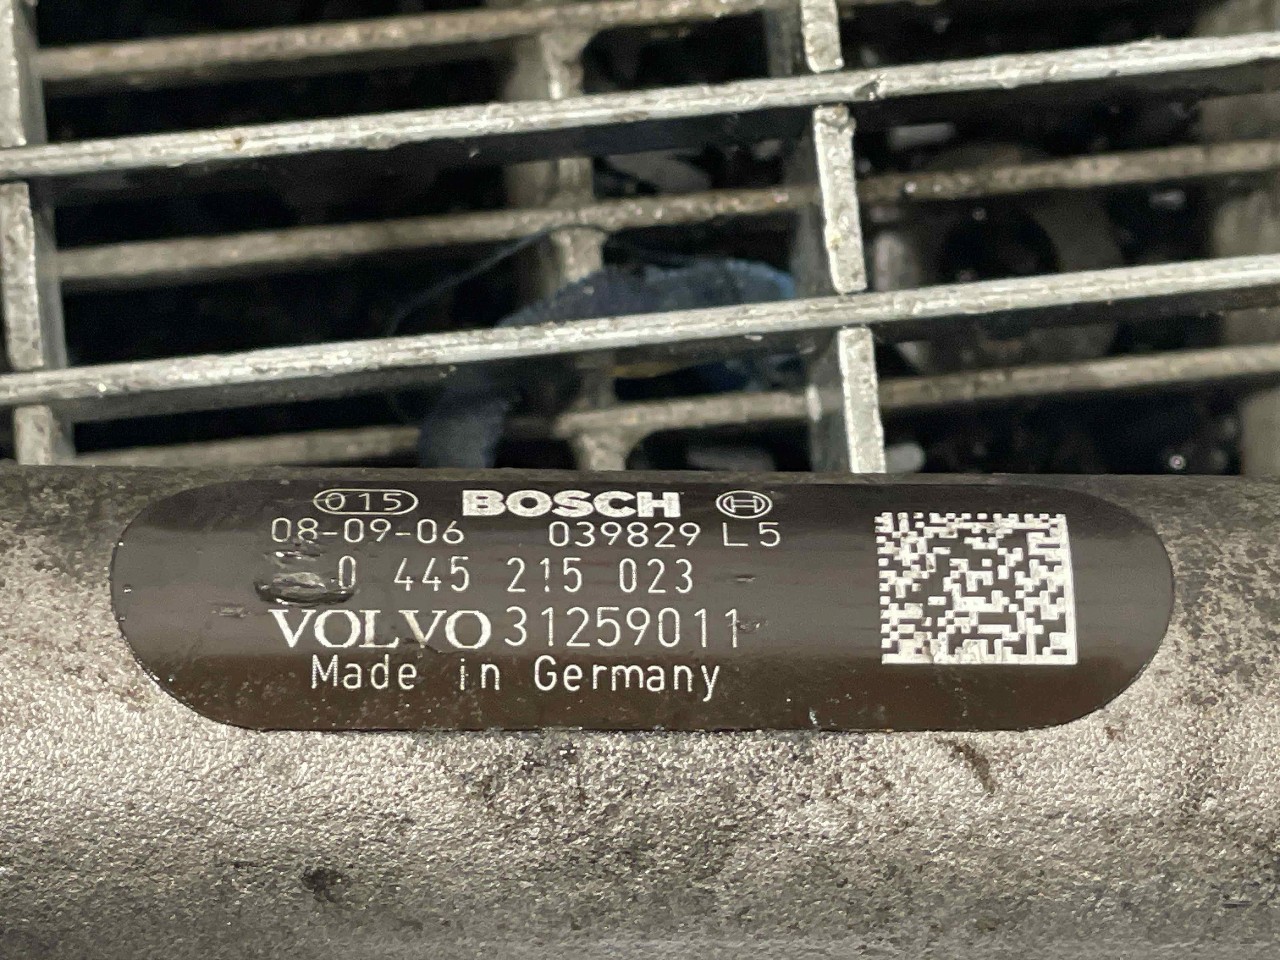 015 BOSCH
08-09-06 039829 L5
0 445 215 023
VOLVO 31259011
Made in Germany